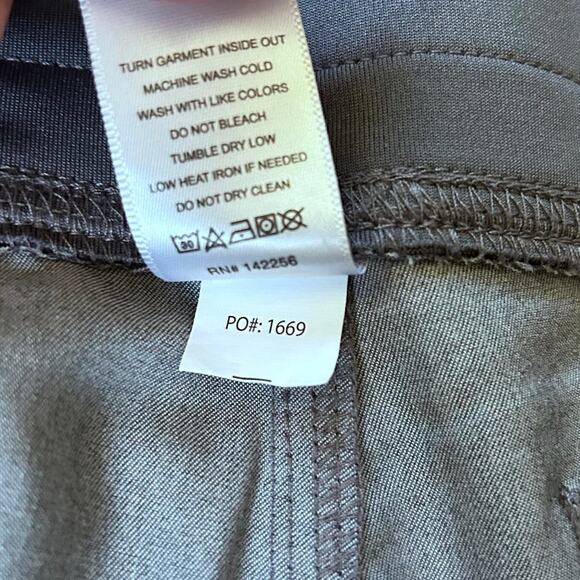 TURN GARMENT INSIDE OUT
MACHINE WASH COLD
WASH WITH LIKE COLORS
DO NOT BLEACH
TUMBLE DRY LOW
LOW HEAT IRON IF NEEDED
DO NOT DRY CLEAN
30
RN# 142256
PO#: 1669